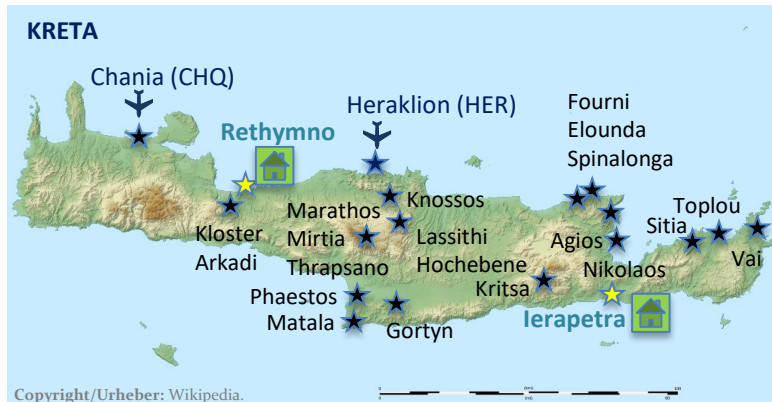 KRETA
Chania (CHQ)
Heraklion (HER)
Rethymno
Fourni
Elounda
Spinalonga
Kloster
Arkadi
Marathos
Mirtia
Thrapsano
Knossos
Lassithi
Hochebene
Kritsa
Agios
Nikolaos
Sitia
Toplou
Vai
Phaestos
Matala
Gortyn
Ierapetra
Copyright/Urheber: Wikipedia.